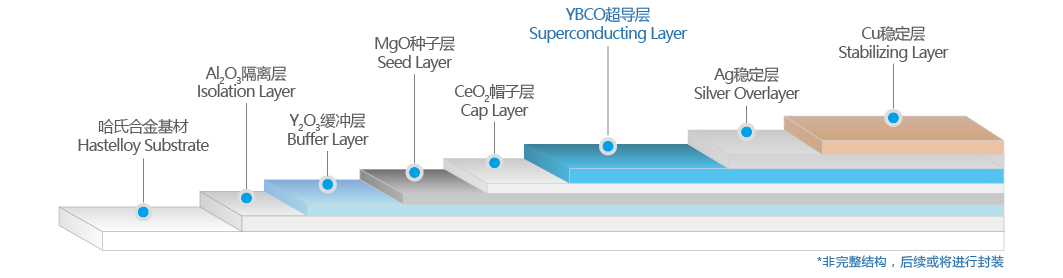 哈氏合金基材
Hastelloy Substrate
Al₂O₃隔离层
Isolation Layer
Y₂O₃缓冲层
Buffer Layer
MgO种子层
Seed Layer
CeO₂帽子层
Cap Layer
YBCO超导层
Superconducting Layer
Ag稳定层
Silver Overlayer
Cu稳定层
Stabilizing Layer
*非完整结构，后续或将进行封装